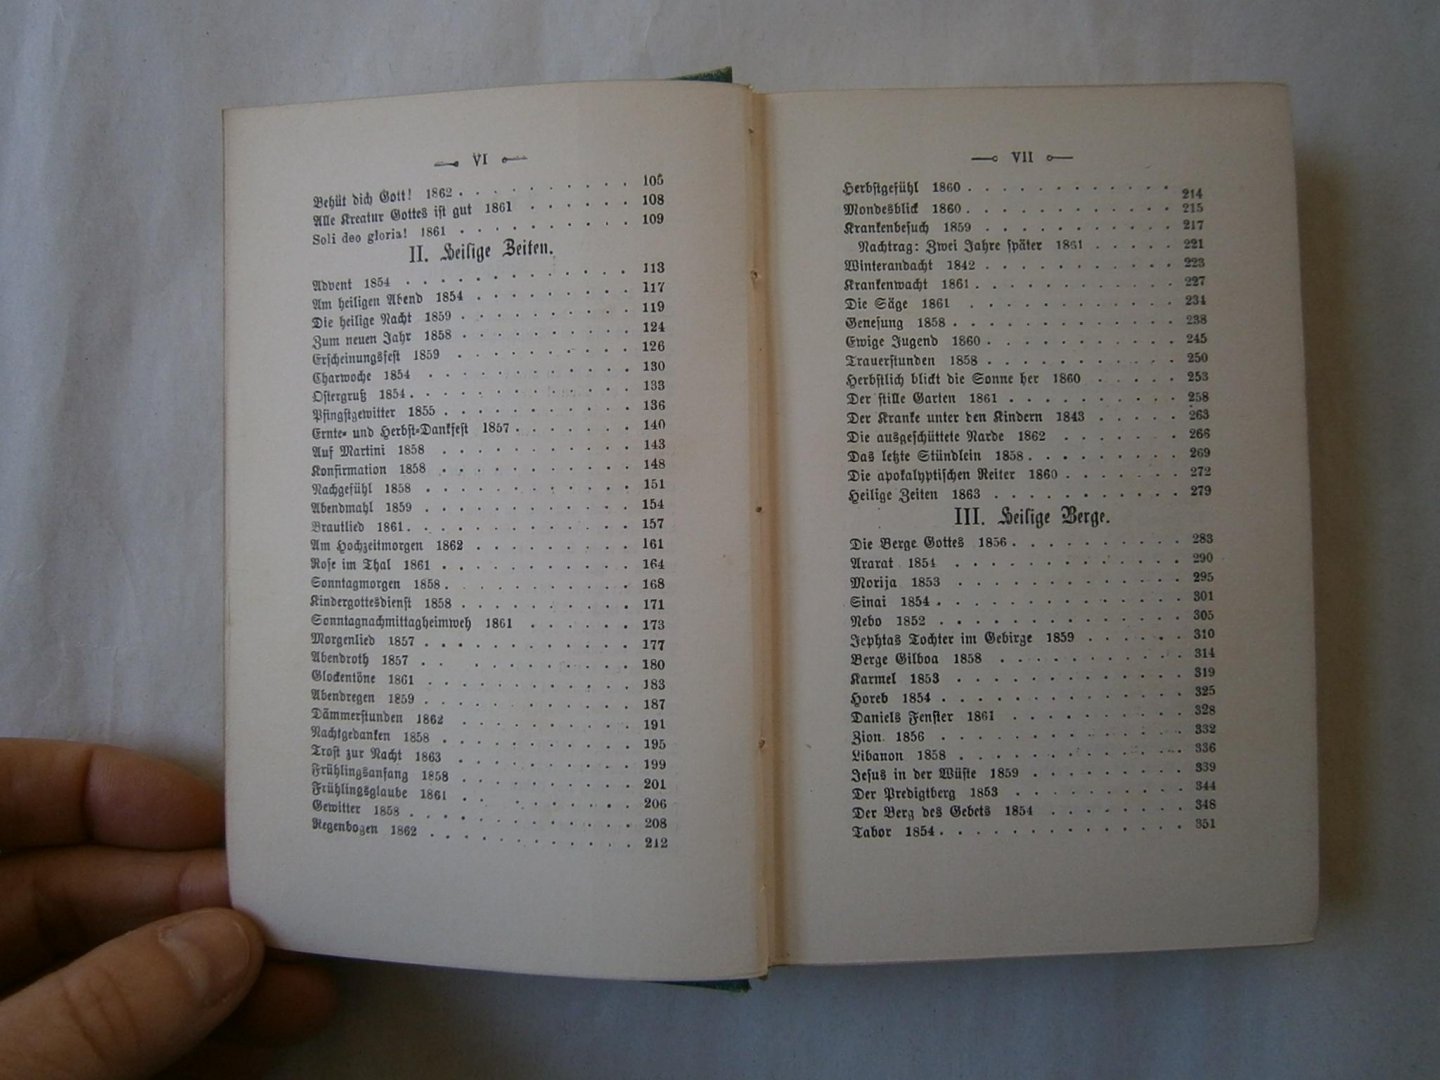 VI
Behüt dich Gott! 1862 . . . . . . . . . . 105
Alle Kreatur Gottes ist gut 1861 . . . . . . 108
Soli deo gloria! 1861 . . . . . . . . . . 109
II. Heilige Zeiten.
Advent 1854 . . . . . . . . . . . . 113
Am heiligen Abend 1854 . . . . . . . . . 117
Die heilige Nacht 1859 . . . . . . . . . . 119
Zum neuen Jahr 1858 . . . . . . . . . . 124
Erscheinungsfest 1859 . . . . . . . . . . 126
Charwoche 1854 . . . . . . . . . . . . 130
Ostergruß 1854 . . . . . . . . . . . . 133
Pfingstgewitter 1855 . . . . . . . . . . . 136
Ernte- und Herbst-Dankfest 1857 . . . . . . . 140
Auf Martini 1858 . . . . . . . . . . . 143
Konfirmation 1858 . . . . . . . . . . . 148
Nachgefühl 1858 . . . . . . . . . . . . 151
Abendmahl 1859 . . . . . . . . . . . . 154
Brautlied 1861 . . . . . . . . . . . . 157
Am Hochzeitmorgen 1862 . . . . . . . . . 161
Rose im Thal 1861 . . . . . . . . . . . 164
Sonntagmorgen 1858 . . . . . . . . . . . 168
Kindergottesdienst 1858 . . . . . . . . . . 171
Sonntagnachmittagheimweh 1861 . . . . . . 173
Morgenlied 1857 . . . . . . . . . . . . 177
Abendroth 1857 . . . . . . . . . . . . 180
Glockentöne 1861 . . . . . . . . . . . . 183
Abendregen 1859 . . . . . . . . . . . . 187
Dämmerstunden 1862 . . . . . . . . . . 191
Nachtgedanken 1858 . . . . . . . . . . . 195
Trost zur Nacht 1863 . . . . . . . . . . 199
Frühlingsanfang 1858 . . . . . . . . . . 201
Frühlingsglaube 1861 . . . . . . . . . . 206
Gewitter 1858 . . . . . . . . . . . . 208
Regenbogen 1862 . . . . . . . . . . . . 212
VII
Herbstgefühl 1860 . . . . . . . . . . . 214
Mondesblick 1860 . . . . . . . . . . . . 215
Krankenbesuch 1859 . . . . . . . . . . . 217
Nachtrag: Zwei Jahre später 1861 . . . . . 221
Winterandacht 1842 . . . . . . . . . . . 223
Krankenwacht 1861 . . . . . . . . . . . 227
Die Säge 1861 . . . . . . . . . . . . 231
Genesung 1858 . . . . . . . . . . . . 238
Ewige Jugend 1860 . . . . . . . . . . . 245
Trauerstunden 1858 . . . . . . . . . . . 250
Herbstlich blickt die Sonne her 1860 . . . . . 253
Der stille Garten 1861 . . . . . . . . . . 258
Der Kranke unter den Kindern 1843 . . . . . 263
Die ausgeschüttete Narde 1862 . . . . . . . 266
Das letzte Stündlein 1858 . . . . . . . . . 269
Die apokalyptischen Reiter 1860 . . . . . . . 272
Heilige Zeiten 1863 . . . . . . . . . . . 279
III. Heilige Berge.
Die Berge Gottes 1856 . . . . . . . . . . 283
Ararat 1854 . . . . . . . . . . . . . 290
Morija 1853 . . . . . . . . . . . . . 295
Sinai 1854 . . . . . . . . . . . . . . 301
Nebo 1852 . . . . . . . . . . . . . . 305
Jephtas Tochter im Gebirge 1859 . . . . . . 310
Berge Gilboa 1858 . . . . . . . . . . . 314
Karmel 1853 . . . . . . . . . . . . . 319
Horeb 1854 . . . . . . . . . . . . . . 325
Daniels Fenster 1861 . . . . . . . . . . 328
Zion 1856 . . . . . . . . . . . . . . 332
Libanon 1858 . . . . . . . . . . . . . 336
Jesus in der Wüste 1859 . . . . . . . . . 339
Der Predigtberg 1853 . . . . . . . . . . 344
Der Berg des Gebets 1854 . . . . . . . . 348
Tabor 1854 . . . . . . . . . . . . . . 351